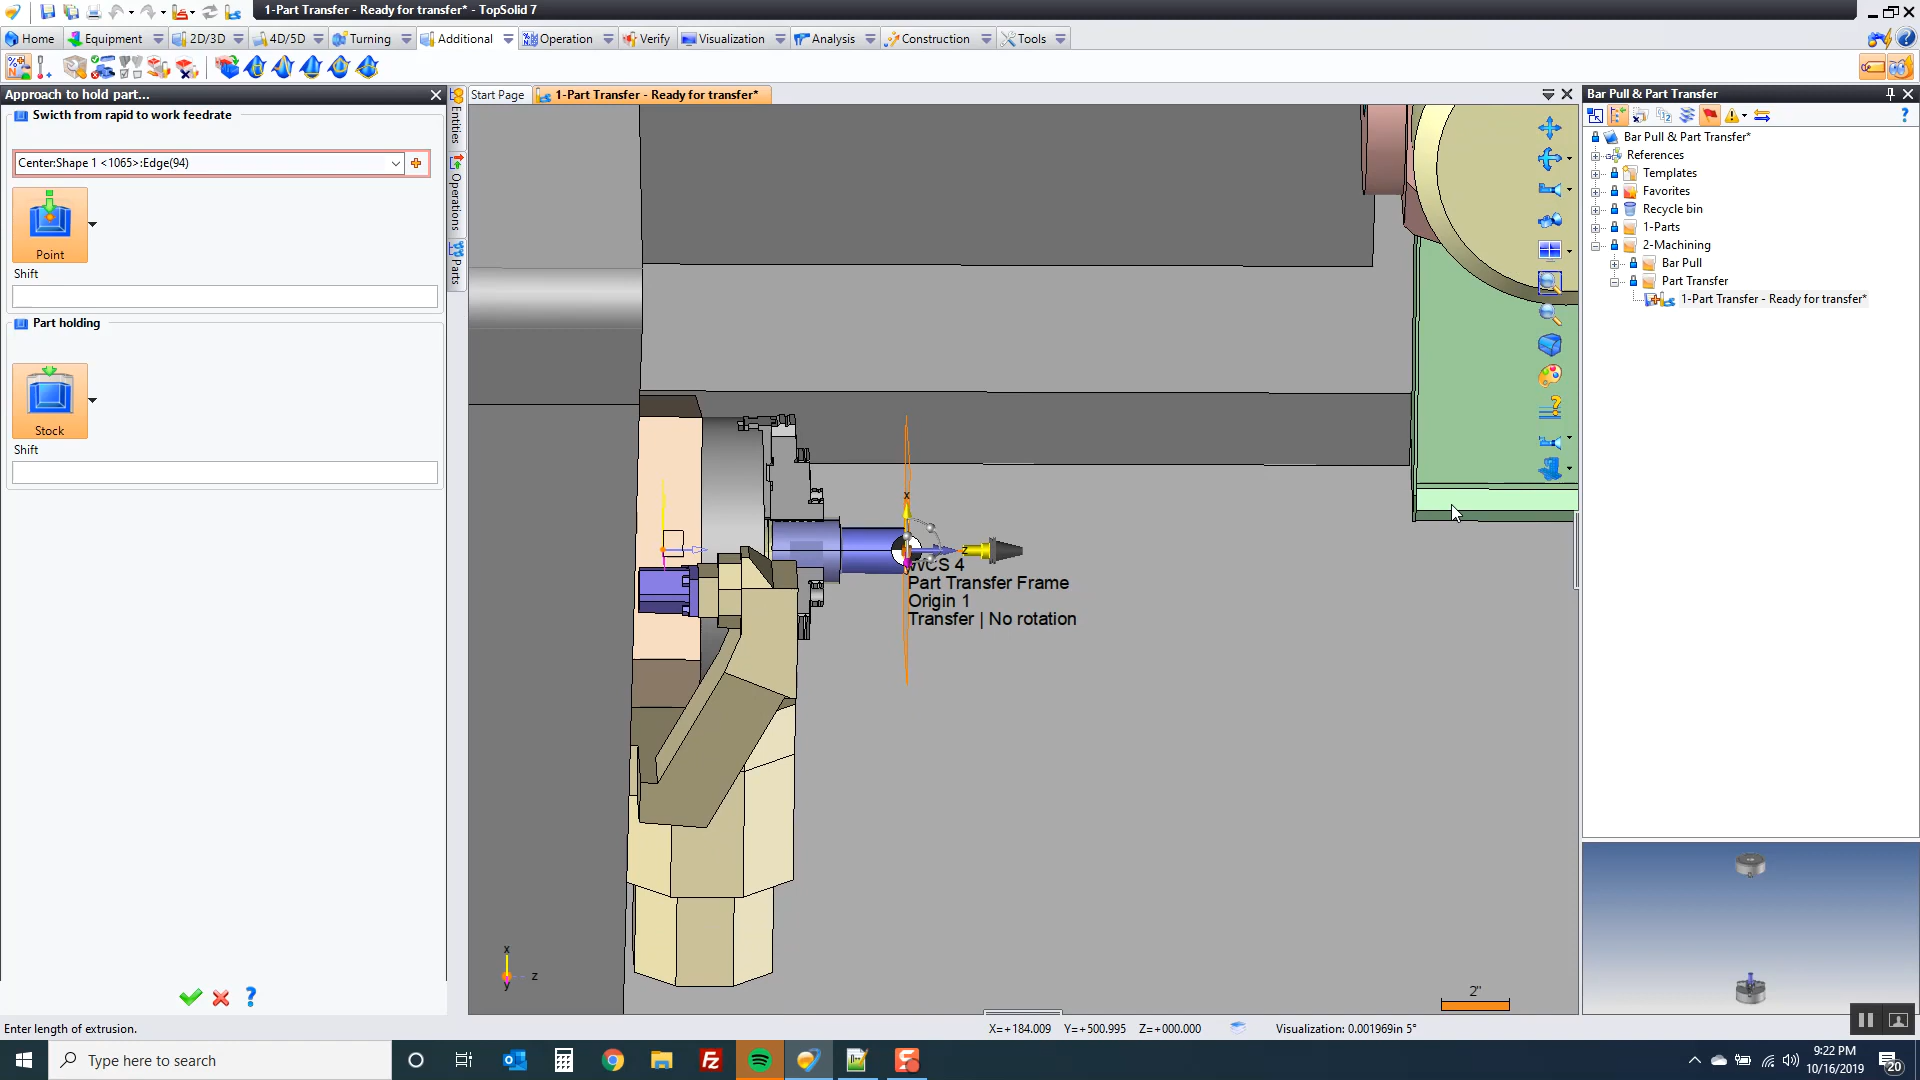 1-Part Transfer - Ready for transfer* - TopSolid 7
Home Equipment 2D/3D 4D/5D Turning Additional Operation Verify Visualization Analysis Construction Tools
Approach to hold part...
Swicth from rapid to work feedrate
Center:Shape 1 <1065>:Edge(94)
Point
Shift
Part holding
Stock
Shift
Enter length of extrusion.
Entities
Operations
Parts
Start Page
1-Part Transfer - Ready for transfer*
x
z
WCS 4
Part Transfer Frame
Origin 1
Transfer | No rotation
x
z
y
2"
X=+184.009 Y=+500.995 Z=+000.000 Visualization: 0.001969in 5°
Bar Pull & Part Transfer
Bar Pull & Part Transfer*
References
Templates
Favorites
Recycle bin
1-Parts
2-Machining
Bar Pull
Part Transfer
1-Part Transfer - Ready for transfer*
Type here to search
9:22 PM
10/16/2019
20